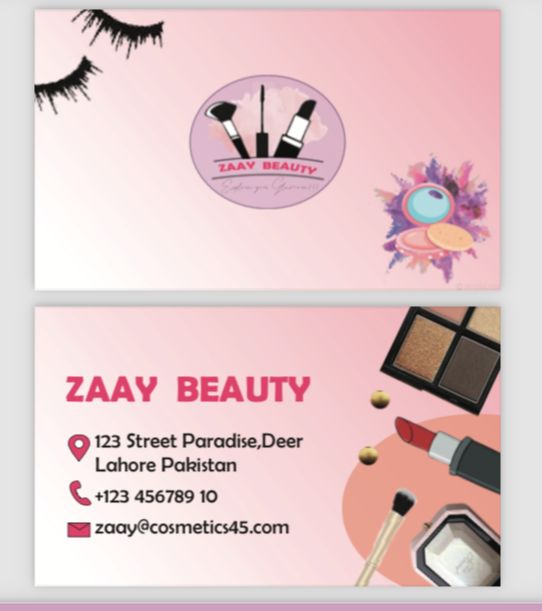 ZAAY BEAUTY
ZAAY BEAUTY
123 Street Paradise,Deer
Lahore Pakistan
+123 456789 10
zaay@cosmetics45.com